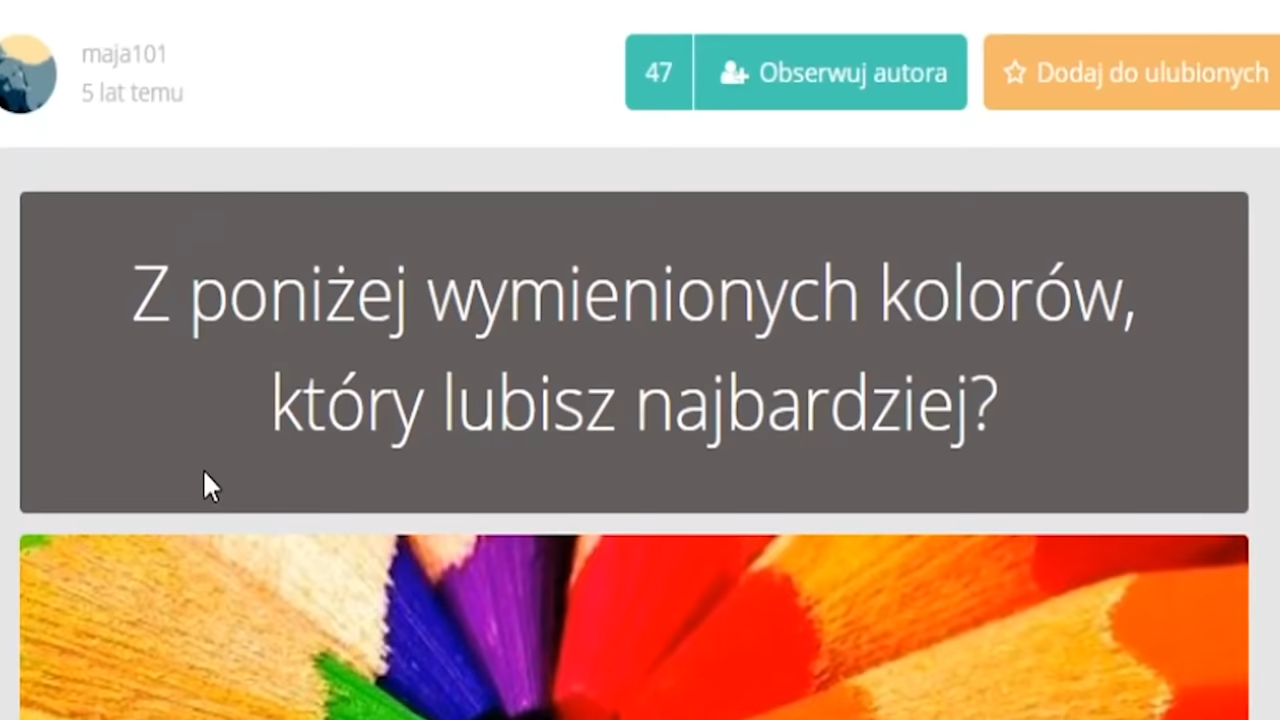 maja101
5 lat temu
47 Obserwuj autora
Dodaj do ulubionych
Z poniżej wymienionych kolorów,
który lubisz najbardziej?